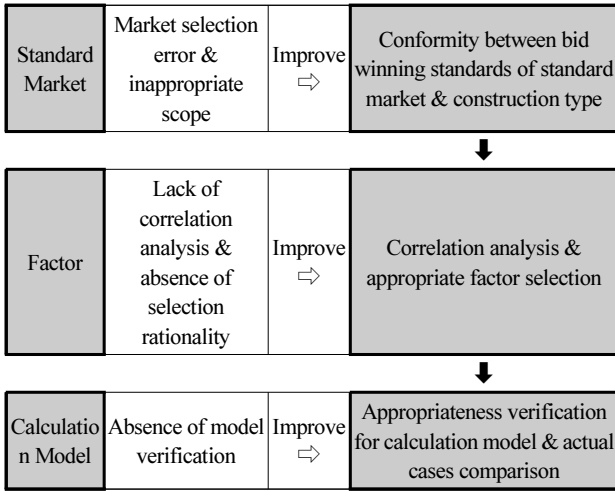 Standard
Market
Market selection
error &
inappropriate
scope
Improve
⇨
Conformity between bid
winning standards of standard
market & construction type
Factor
Lack of
correlation
analysis &
absence of
selection
rationality
Improve
⇨
Correlation analysis &
appropriate factor selection
Calculatio
n Model
Absence of model
verification
Improve
⇨
Appropriateness verification
for calculation model & actual
cases comparison